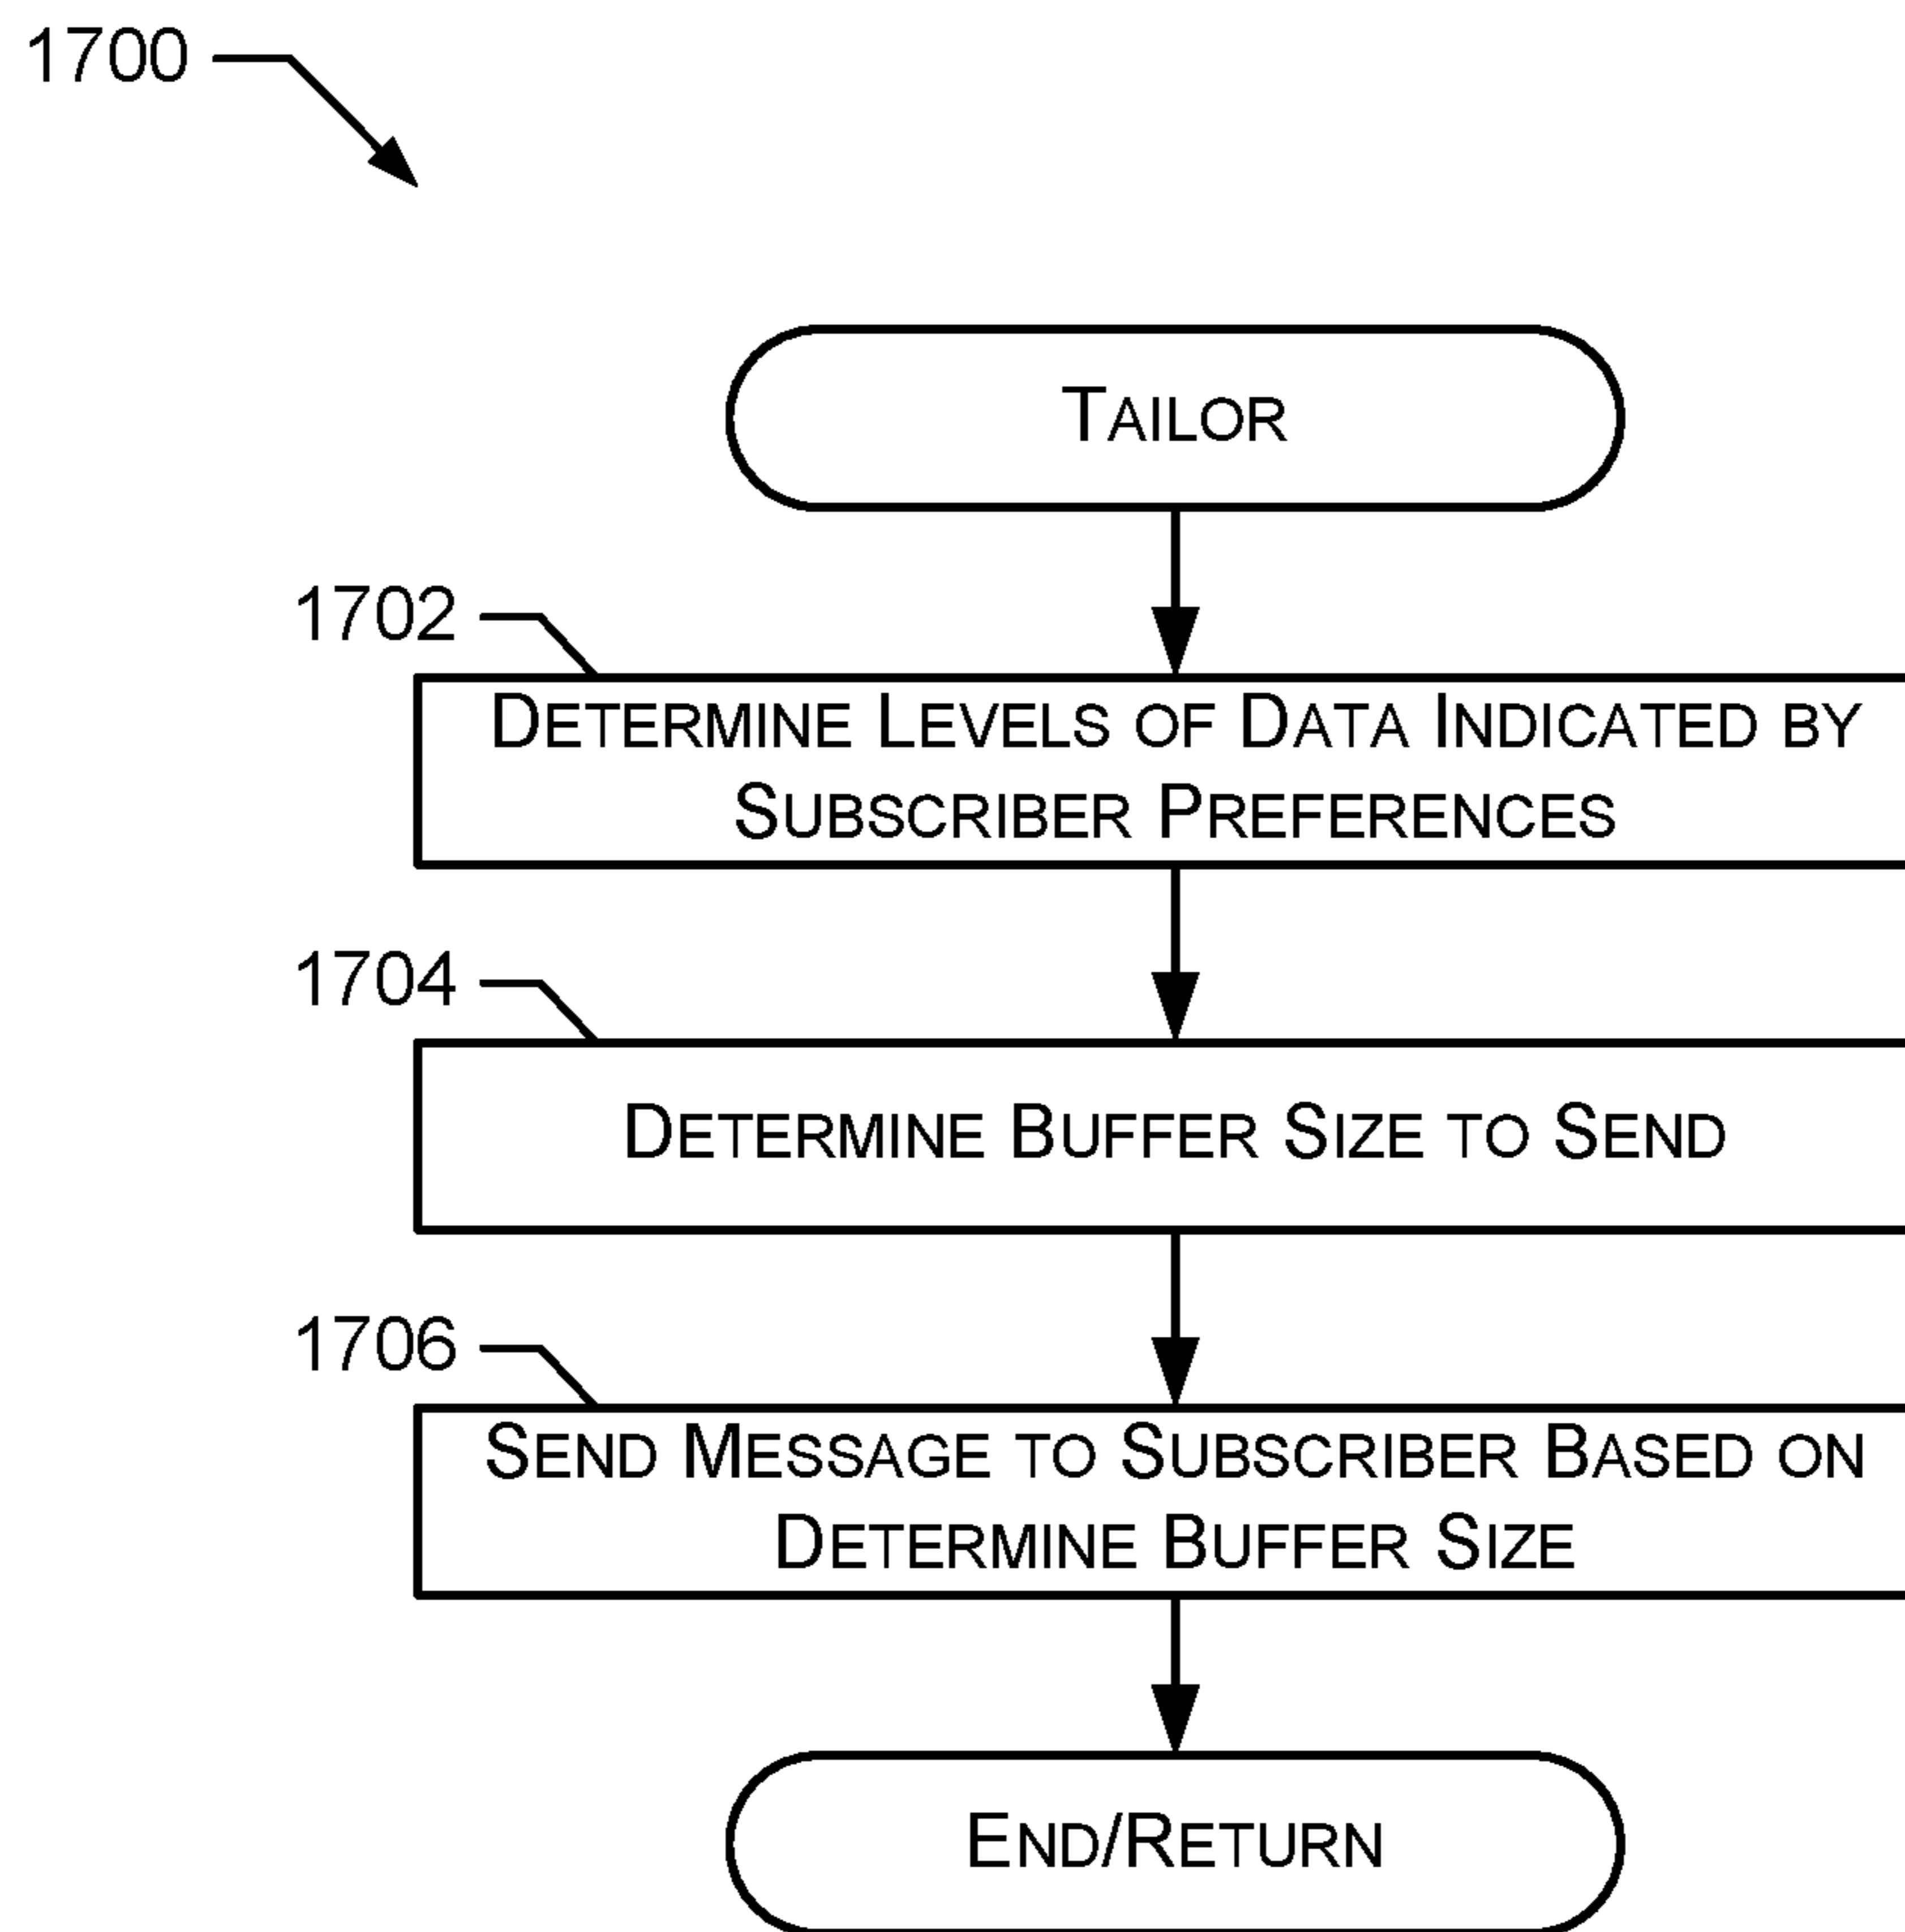 1700
TAILOR
1702
DETERMINE LEVELS OF DATA INDICATED BY
SUBSCRIBER PREFERENCES
1704
DETERMINE BUFFER SIZE TO SEND
1706
SEND MESSAGE TO SUBSCRIBER BASED ON
DETERMINE BUFFER SIZE
END/RETURN